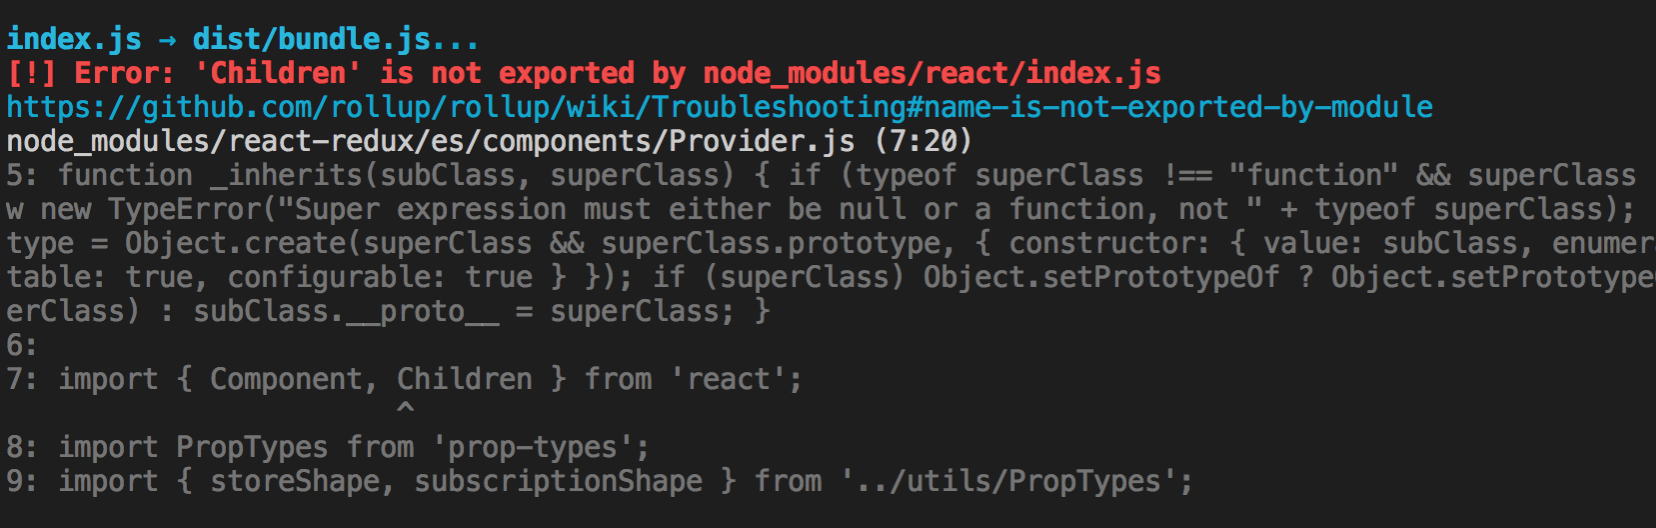 index.js → dist/bundle.js...
[!] Error: 'Children' is not exported by node_modules/react/index.js
https://github.com/rollup/rollup/wiki/Troubleshooting#name-is-not-exported-by-module
node_modules/react-redux/es/components/Provider.js (7:20)
5: function _inherits(subClass, superClass) { if (typeof superClass !== "function" && superClass
w new TypeError("Super expression must either be null or a function, not " + typeof superClass);
type = Object.create(superClass && superClass.prototype, { constructor: { value: subClass, enumer
table: true, configurable: true } }); if (superClass) Object.setPrototypeOf ? Object.setPrototype
erClass) : subClass.__proto__ = superClass; }
6:
7: import { Component, Children } from 'react';
^
8: import PropTypes from 'prop-types';
9: import { storeShape, subscriptionShape } from '../utils/PropTypes';